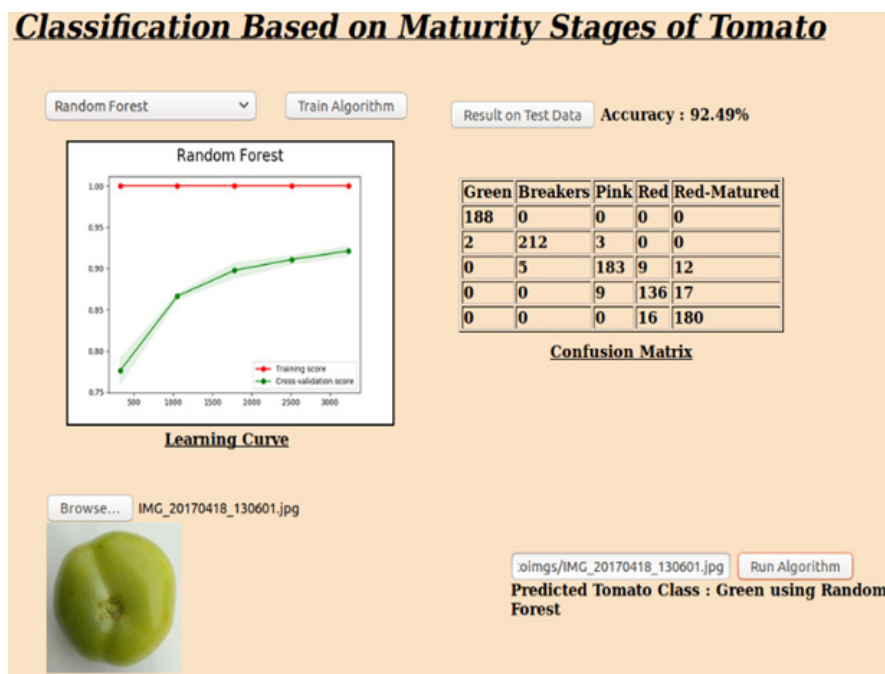 Classification Based on Maturity Stages of Tomato
Random Forest
Train Algorithm
Result on Test Data
Accuracy : 92.49%
Random Forest
1.00
0.95
0.90
0.85
0.80
0.75
500 1000 1500 2000 2500 3000
Training score
Cross-validation score
Learning Curve
Green Breakers Pink Red Red-Matured
188 0 0 0 0
2 212 3 0 0
0 5 183 9 12
0 0 9 136 17
0 0 0 16 180
Confusion Matrix
Browse... IMG_20170418_130601.jpg
:oimgs/IMG_20170418_130601.jpg
Run Algorithm
Predicted Tomato Class : Green using Random
Forest